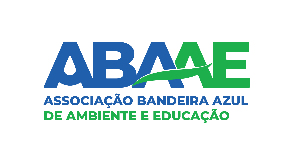 ABAAE
ASSOCIAÇÃO BANDEIRA AZUL
DE AMBIENTE E EDUCAÇÃO